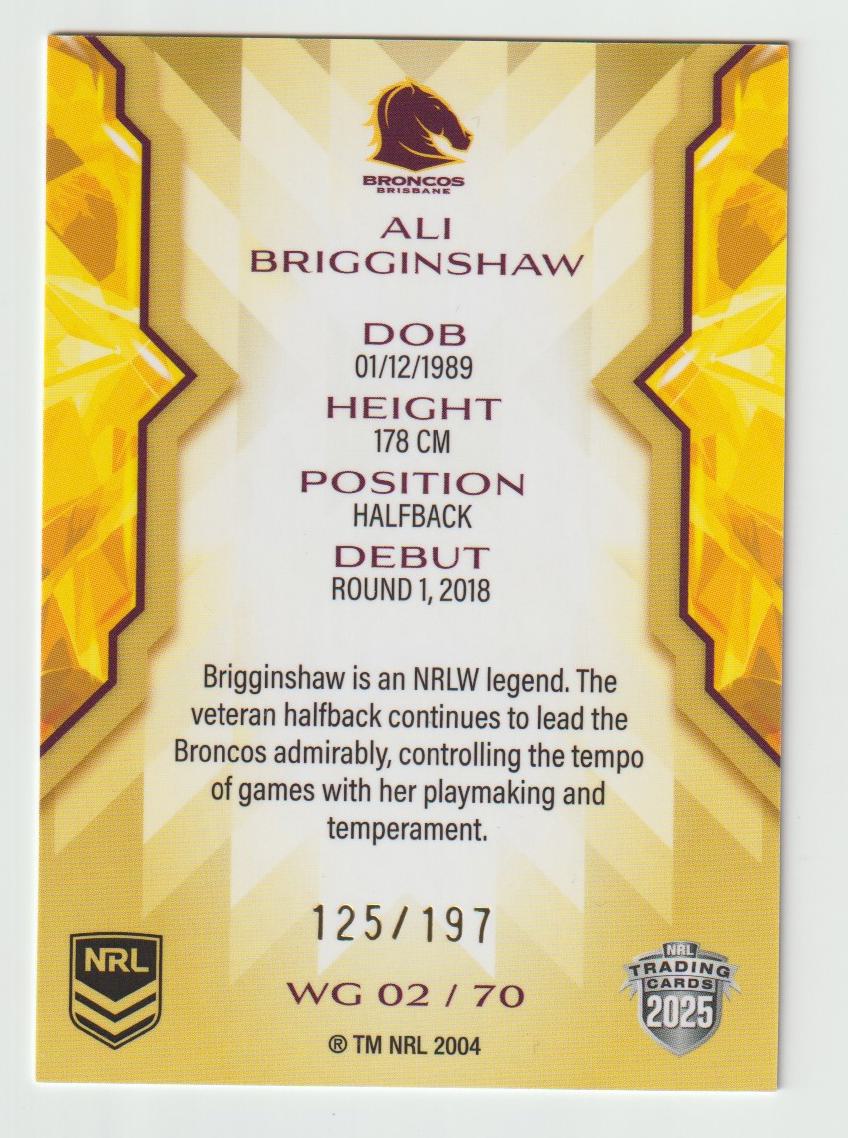 BRONCOS
BRISBANE
ALI
BRIGGINSHAW
DOB
01/12/1989
HEIGHT
178 CM
POSITION
HALFBACK
DEBUT
ROUND 1, 2018
Brigginshaw is an NRLW legend. The
veteran halfback continues to lead the
Broncos admirably, controlling the tempo
of games with her playmaking and
temperament.
125/197
NRL
WG 02 / 70
® TM NRL 2004
NRL
TRADING
CARDS
2025